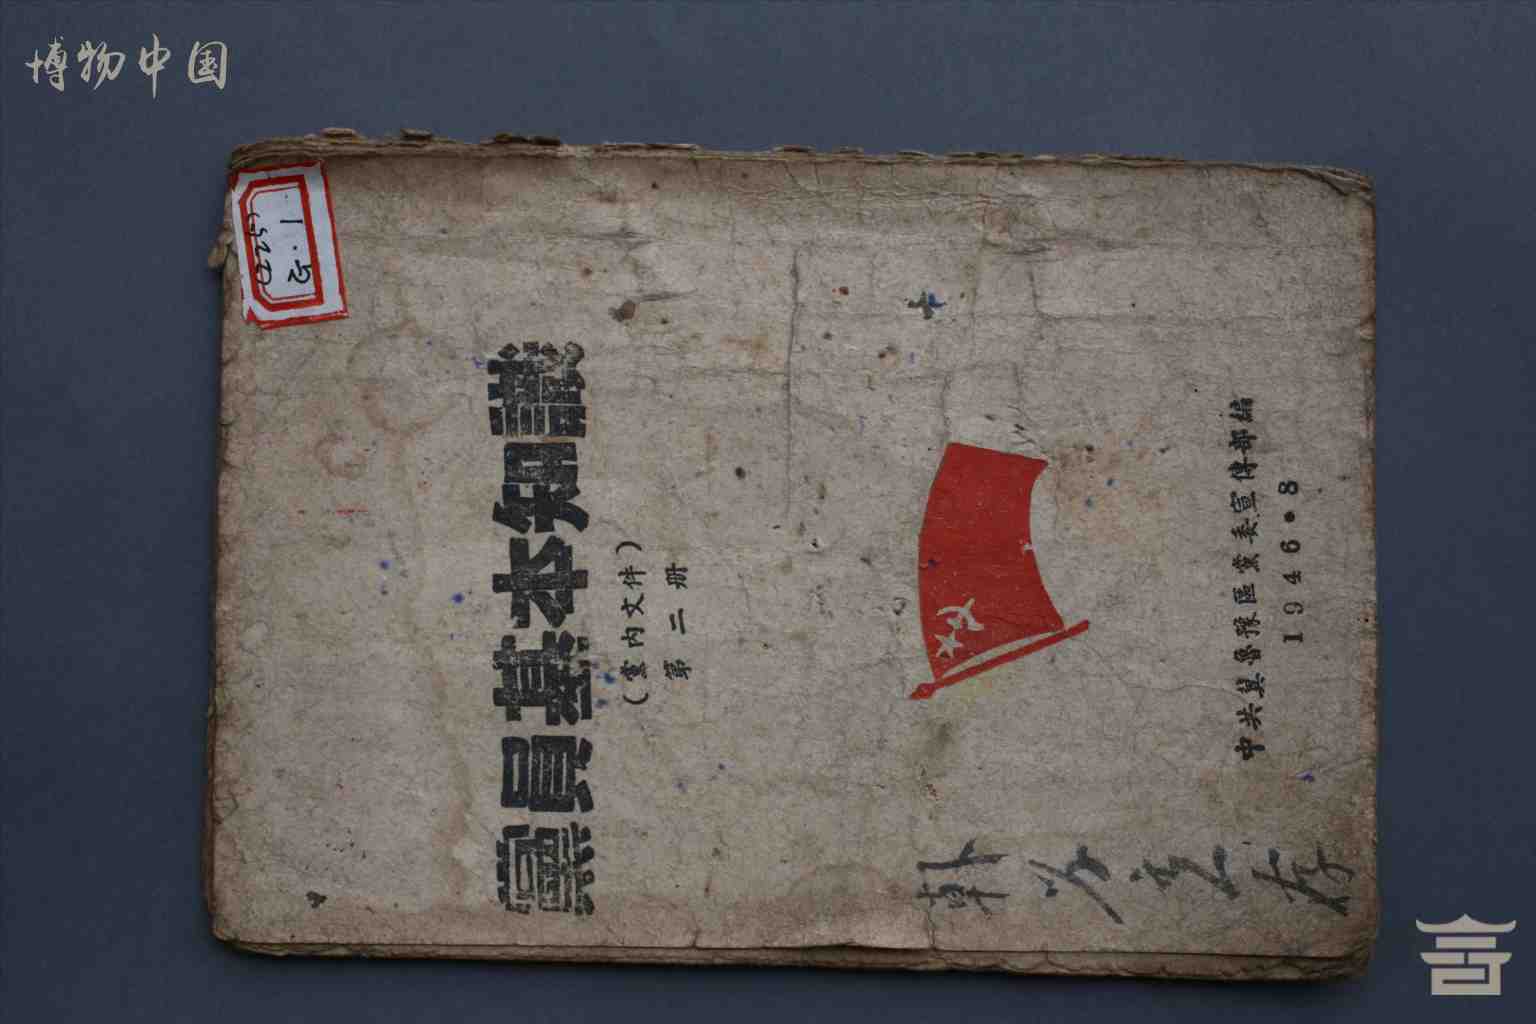 博物中国
黨員基本知識
(黨内文件)
第二册
中共冀魯豫區黨委宣傳部編
1946·8